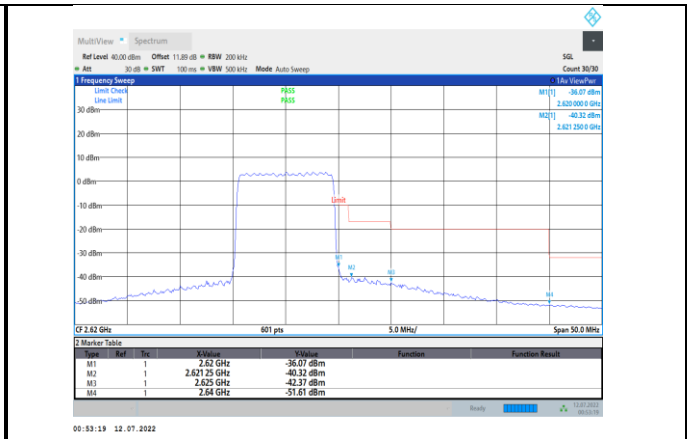 MultiView Spectrum
Ref Level 40.00 dBm Offset 11.89 dB RBW 200 kHz SGL
Att 30 dB SWT 100 ms VBW 500 kHz Mode Auto Sweep Count 30/30
1 Frequency Sweep 1Av ViewPwr
Limit Check PASS M1[1] -36.07 dBm
Line Limit PASS 2.620 000 0 GHz
M2[1] -40.32 dBm
2.621 250 0 GHz
30 dBm
20 dBm
10 dBm
0 dBm
-10 dBm
Limit
-20 dBm
-30 dBm
M1
M2
M3
-40 dBm
M4
-50 dBm
CF 2.62 GHz 601 pts 5.0 MHz/ Span 50.0 MHz
2 Marker Table
Type Ref Trc X-Value Y-Value Function Function Result
M1 1 2.62 GHz -36.07 dBm
M2 1 2.62125 GHz -40.32 dBm
M3 1 2.625 GHz -42.37 dBm
M4 1 2.64 GHz -51.61 dBm
Ready 12.07.2022
00:53:19
00:53:19 12.07.2022